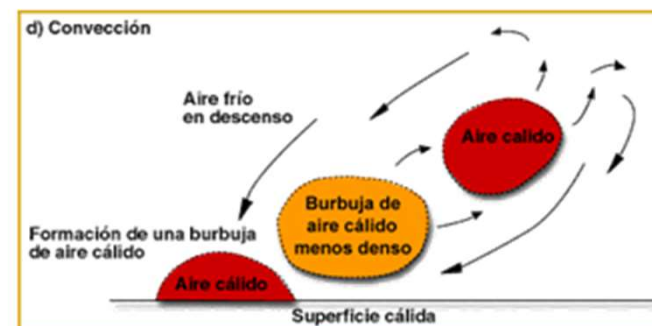 d) Convección
Aire frío
en descenso
Aire calido
Burbuja de
aire cálido
menos denso
Formación de una burbuja
de aire cálido
Aire cálido
Superficie cálida